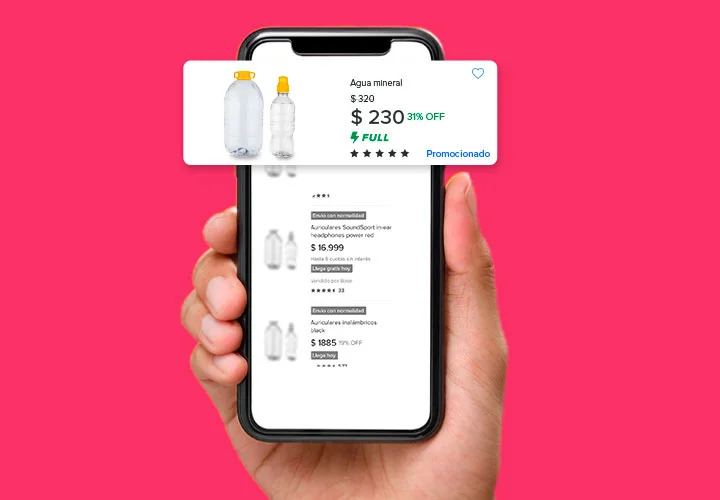 Agua mineral
$ 320
$ 230 31% OFF
FULL
Promocionado
Envío con normalidad
Auriculares SoundSport in-ear
headphones power red
$ 16.999
Hasta 6 cuotas sin interés
Llega gratis hoy
Vendido por Bose
33
Envío con normalidad
Auriculares inalámbricos
black
$ 1885 19% OFF
Llega hoy